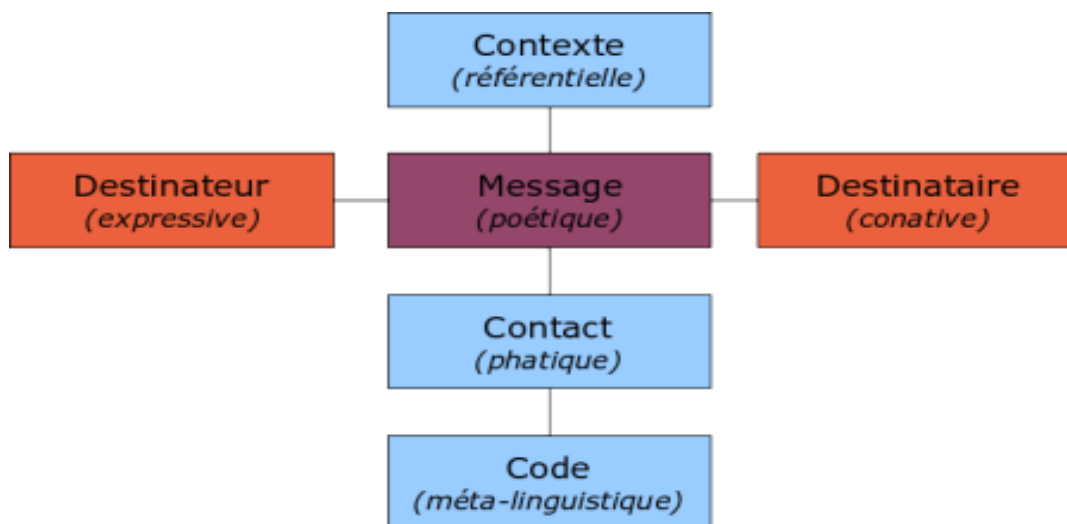 Contexte
(référentielle)
Destinateur
(expressive)
Message
(poétique)
Destinataire
(conative)
Contact
(phatique)
Code
(méta-linguistique)